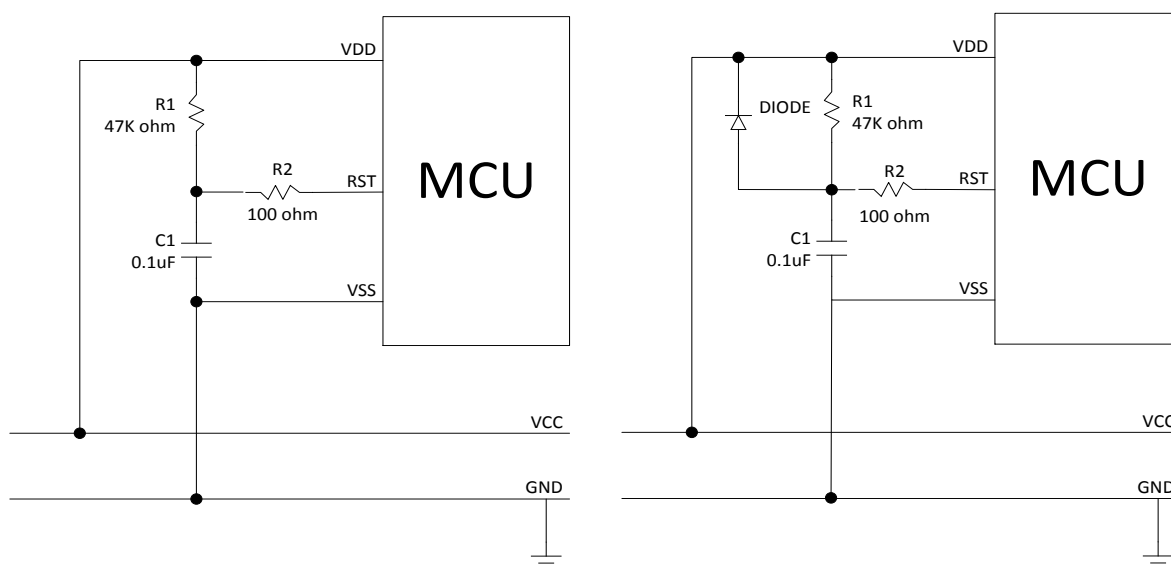 VDD
R1
47K ohm
R2
RST
MCU
100 ohm
C1
0.1uF
VSS
VCC
GND
VDD
DIODE
R1
47K ohm
R2
RST
MCU
100 ohm
C1
0.1uF
VSS
VCC
GND